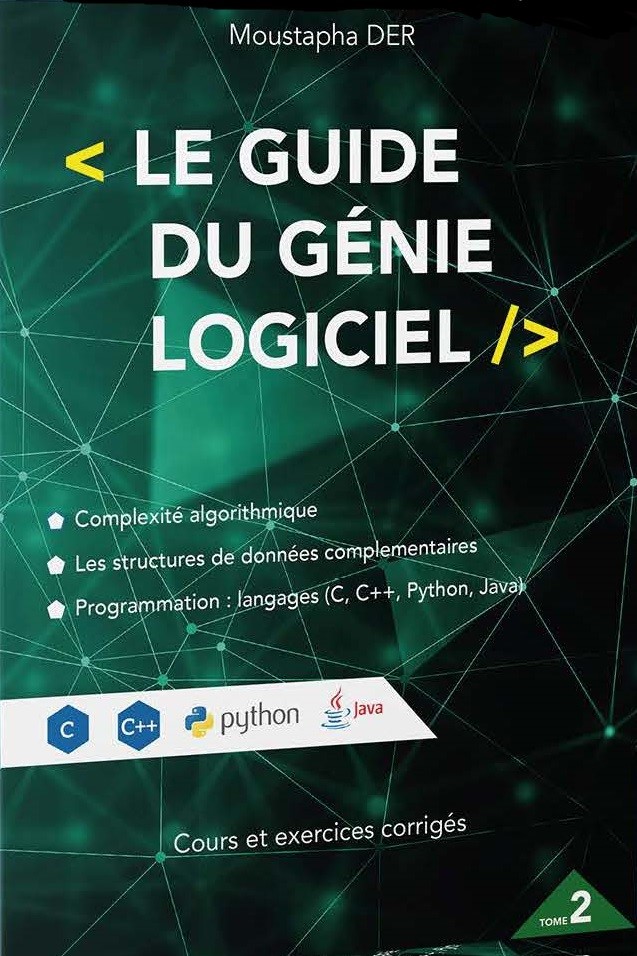 Moustapha DER
< LE GUIDE
DU GÉNIE
LOGICIEL />
Complexité algorithmique
Les structures de données complementaires
Programmation : langages (C, C++, Python, Java)
C C++ python Java
Cours et exercices corrigés
TOME 2